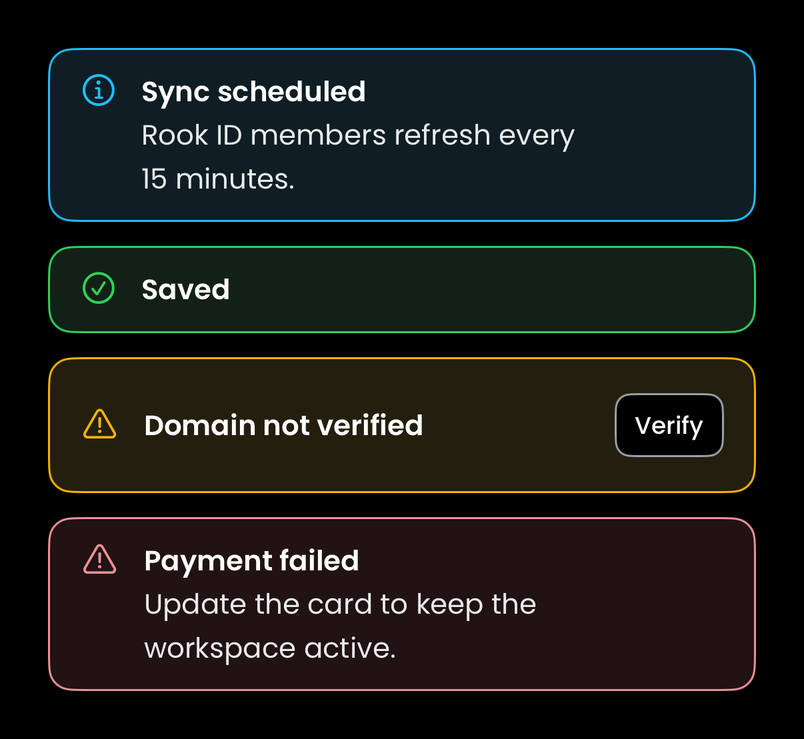 Sync scheduled
Rook ID members refresh every
15 minutes.
Saved
Domain not verified
Verify
Payment failed
Update the card to keep the
workspace active.